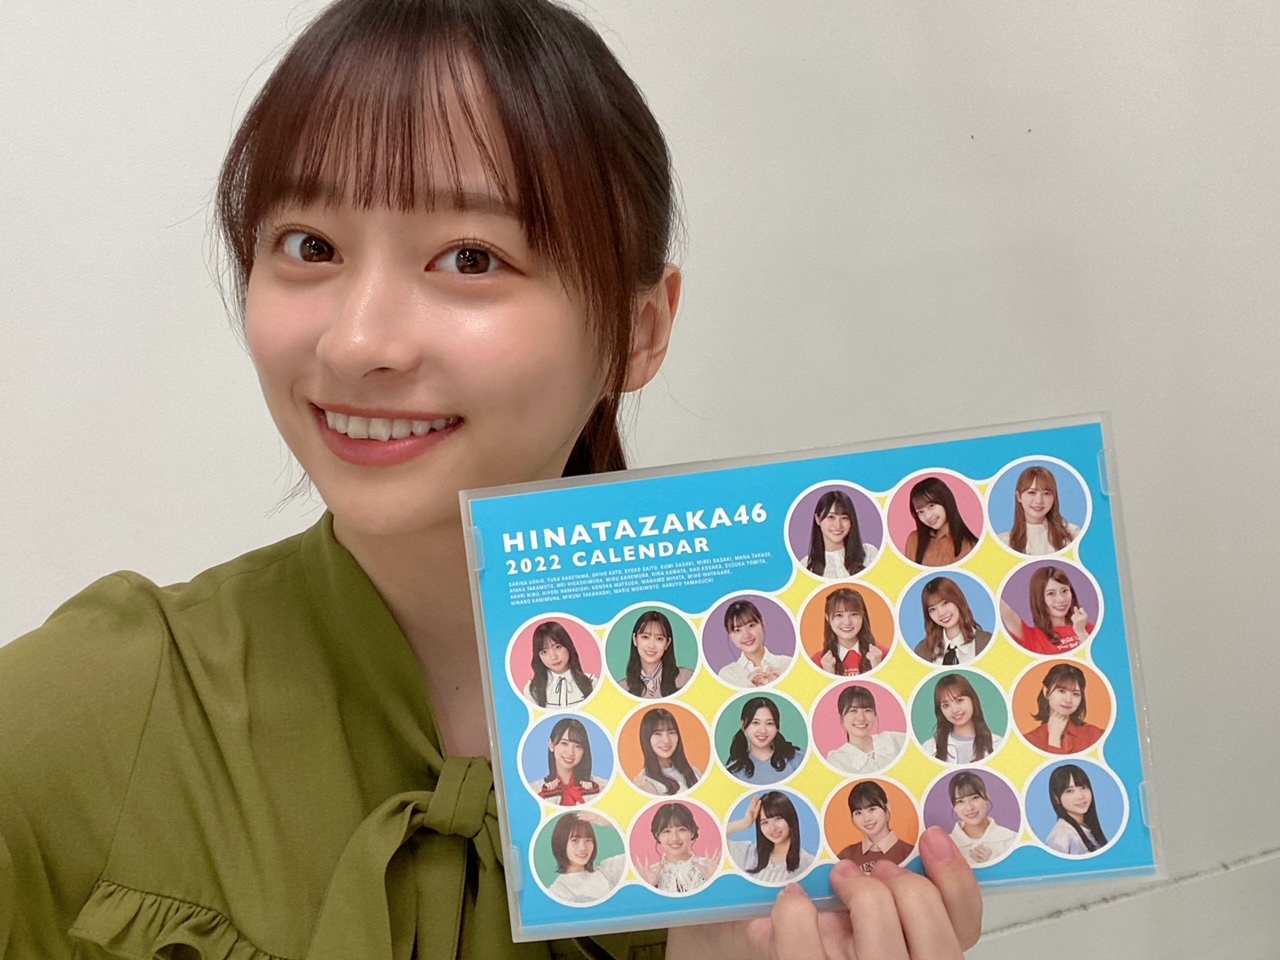 HINATAZAKA46
2022 CALENDAR
SARINA USHIO, YUKA KAGEYAMA, SHIHO KATO, KYOKO SAITO, KUMI SASAKI, MIREI SASAKI, MANA TAKASE,
AYAKA TAKAMOTO, MEI HIGASHIMURA, MIKU KANEMURA, HINA KAWATA, NAO KOSAKA, SUZUKA TOMITA,
AKARI NIBU, HIYORI HAMAGISHI, KONOKA MATSUDA, MANAMO MIYATA, MIHO WATANABE,
HINANO KAMIMURA, MIKUNI TAKAHASHI, MARIE MORIMOTO, HARUYO YAMAGUCHI